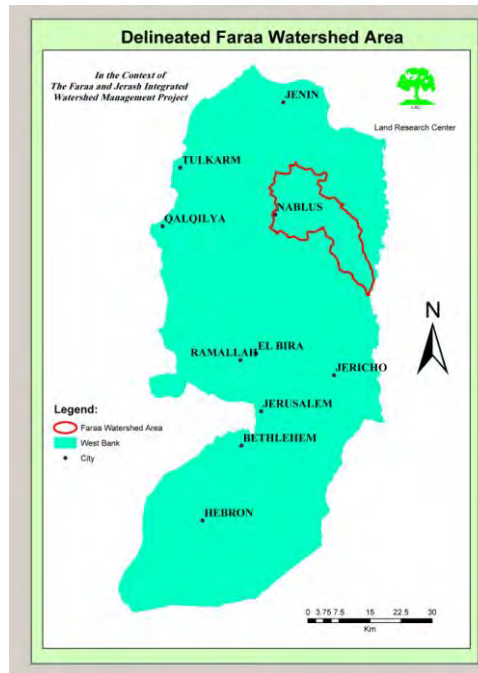 Delineated Faraa Watershed Area
In the Context of
The Faraa and Jerash Integrated
Watershed Management Project
LRC
Land Research Center
JENIN
TULKARM
NABLUS
QALQILYA
N
EL BIRA
RAMALLAH
JERICHO
JERUSALEM
BETHLEHEM
HEBRON
Legend:
Faraa Watershed Area
West Bank
City
0 3.75 7.5 15 22.5 30
Km